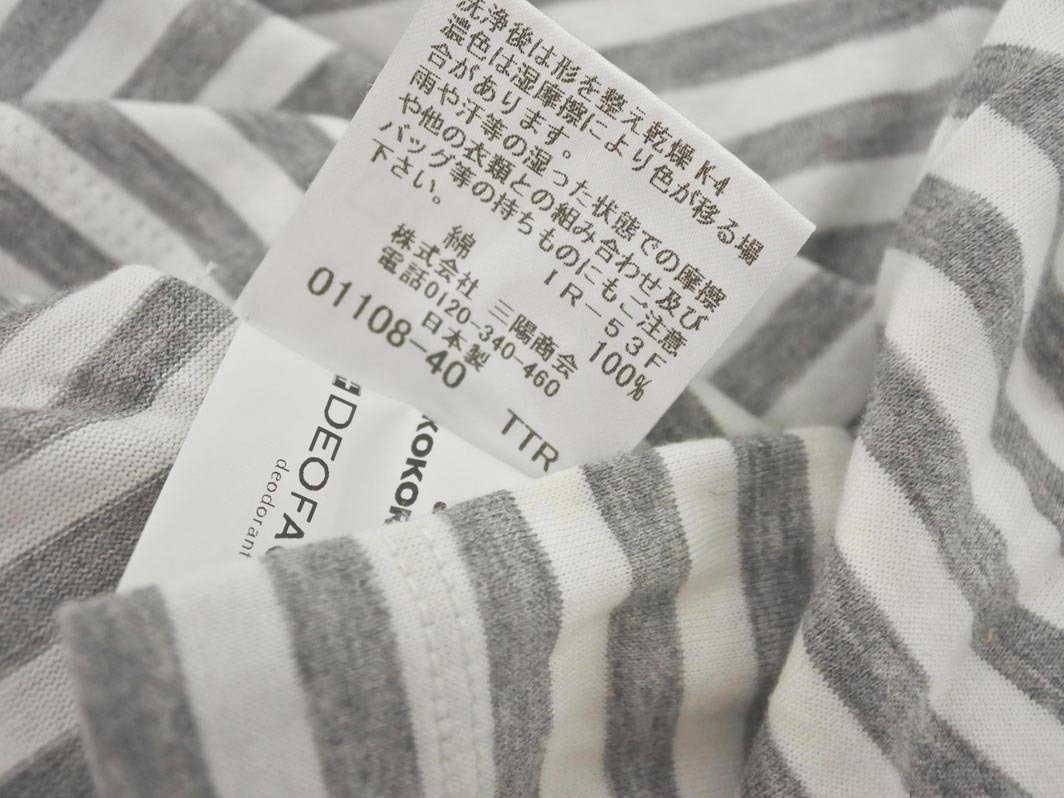 洗浄後は形を整え乾燥 K-4
濃色は湿摩擦により色が移る場
合があります。
雨や汗等の湿った状態での摩擦
や他の衣類との組み合わせ及び
バッグ等の持ちものにもご注意
下さい。
IR-53F
綿 100%
株式会社 三陽商会
電話0120-340-460
日本製
01108-40 TTR
DEOFA
deodorant